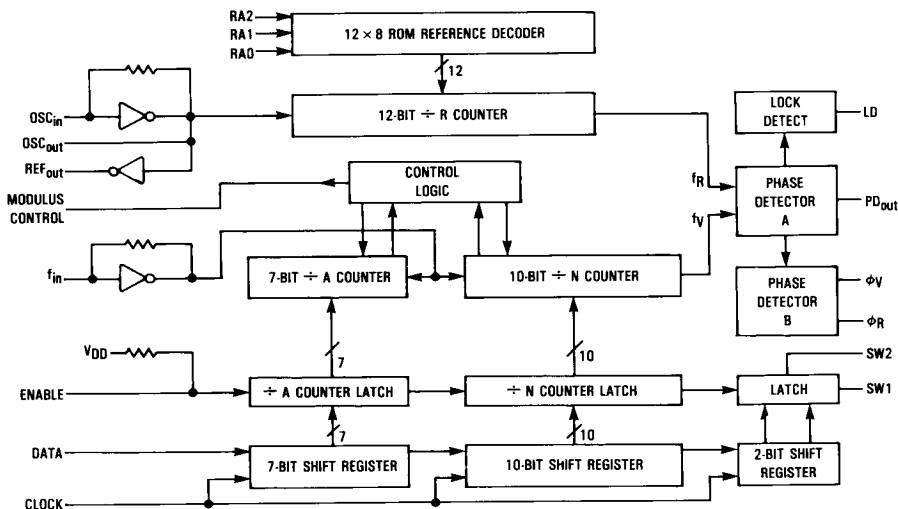 RA2
RA1
RA0
12 × 8 ROM REFERENCE DECODER
12
OSCin
12-BIT ÷ R COUNTER
LOCK
DETECT
LD
OSCout
REFout
CONTROL
LOGIC
MODULUS
CONTROL
fR
fV
PHASE
DETECTOR
A
PDout
fin
7-BIT ÷ A COUNTER
10-BIT ÷ N COUNTER
PHASE
DETECTOR
B
ϕV
ϕR
VDD
7
10
SW2
ENABLE
÷ A COUNTER LATCH
÷ N COUNTER LATCH
LATCH
SW1
7
10
DATA
7-BIT SHIFT REGISTER
10-BIT SHIFT REGISTER
2-BIT SHIFT
REGISTER
CLOCK